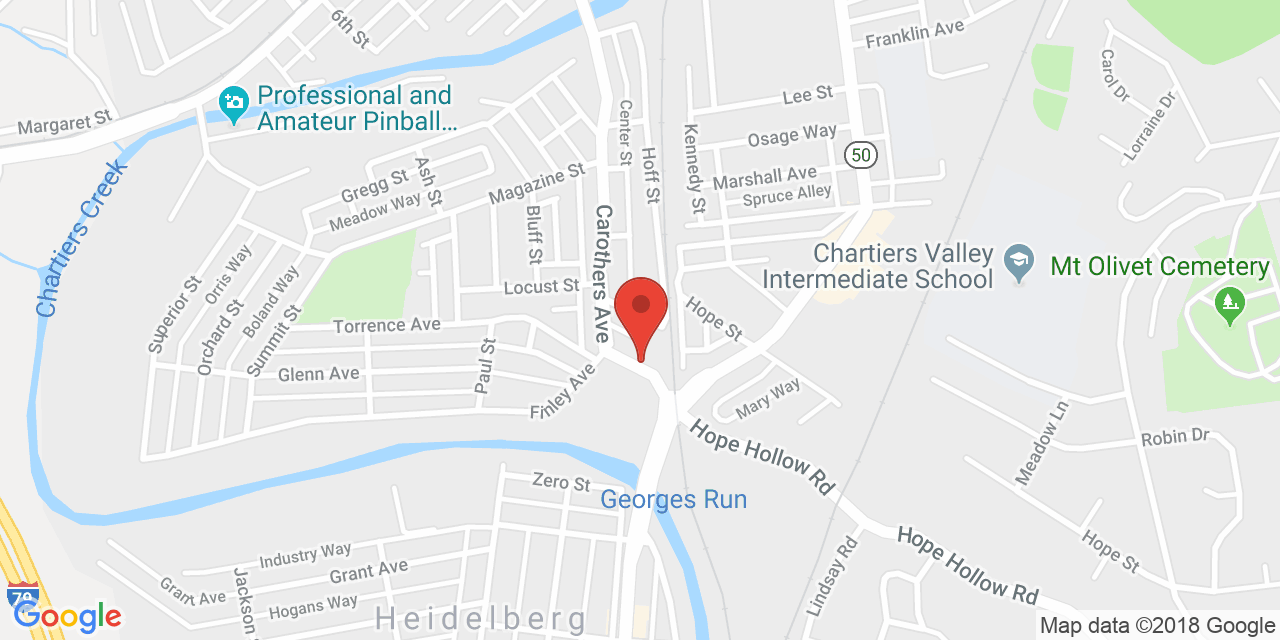 6th St
Franklin Ave
Carol Dr
Lorraine Dr
Professional and
Amateur Pinball...
Margaret St
Lee St
Center St
Osage Way
Kennedy St
Hoff St
50
Ash St
Gregg St
Magazine St
Marshall Ave
Spruce Alley
Meadow Way
Chartiers Creek
Bluff St
Carothers Ave
Chartiers Valley
Intermediate School
Mt Olivet Cemetery
Superior St
Orris Way
Orchard St
Boland Way
Summit St
Locust St
Hope St
Torrence Ave
Paul St
Glenn Ave
Finley Ave
Mary Way
Hope Hollow Rd
Meadow Ln
Robin Dr
Zero St
Georges Run
Industry Way
Lindsay Rd
Hope Hollow Rd
Hope St
Grant Ave
Grant Ave
Jackson
Hogans Way
Heidelberg
79
Google
Map data ©2018 Google